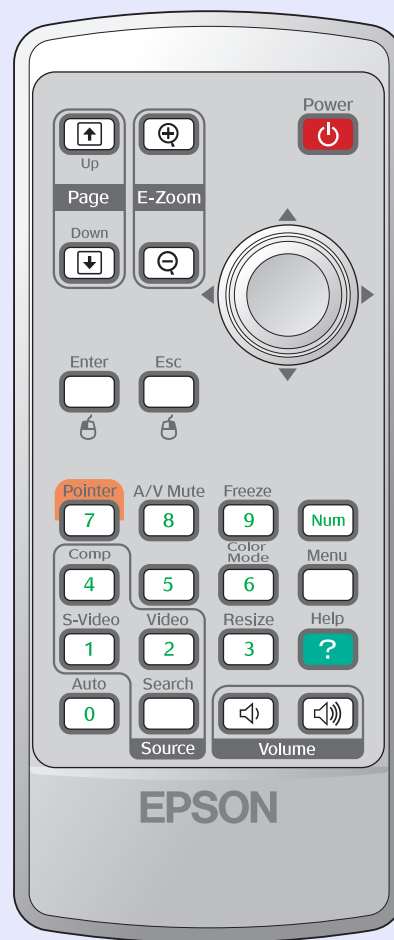 Power
Up
Page E-Zoom
Down
Enter Esc
Pointer A/V Mute Freeze
7 8 9 Num
Comp Color Mode Menu
4 5 6
S-Video Video Resize Help
1 2 3 ?
Auto Search
0
Source Volume
EPSON